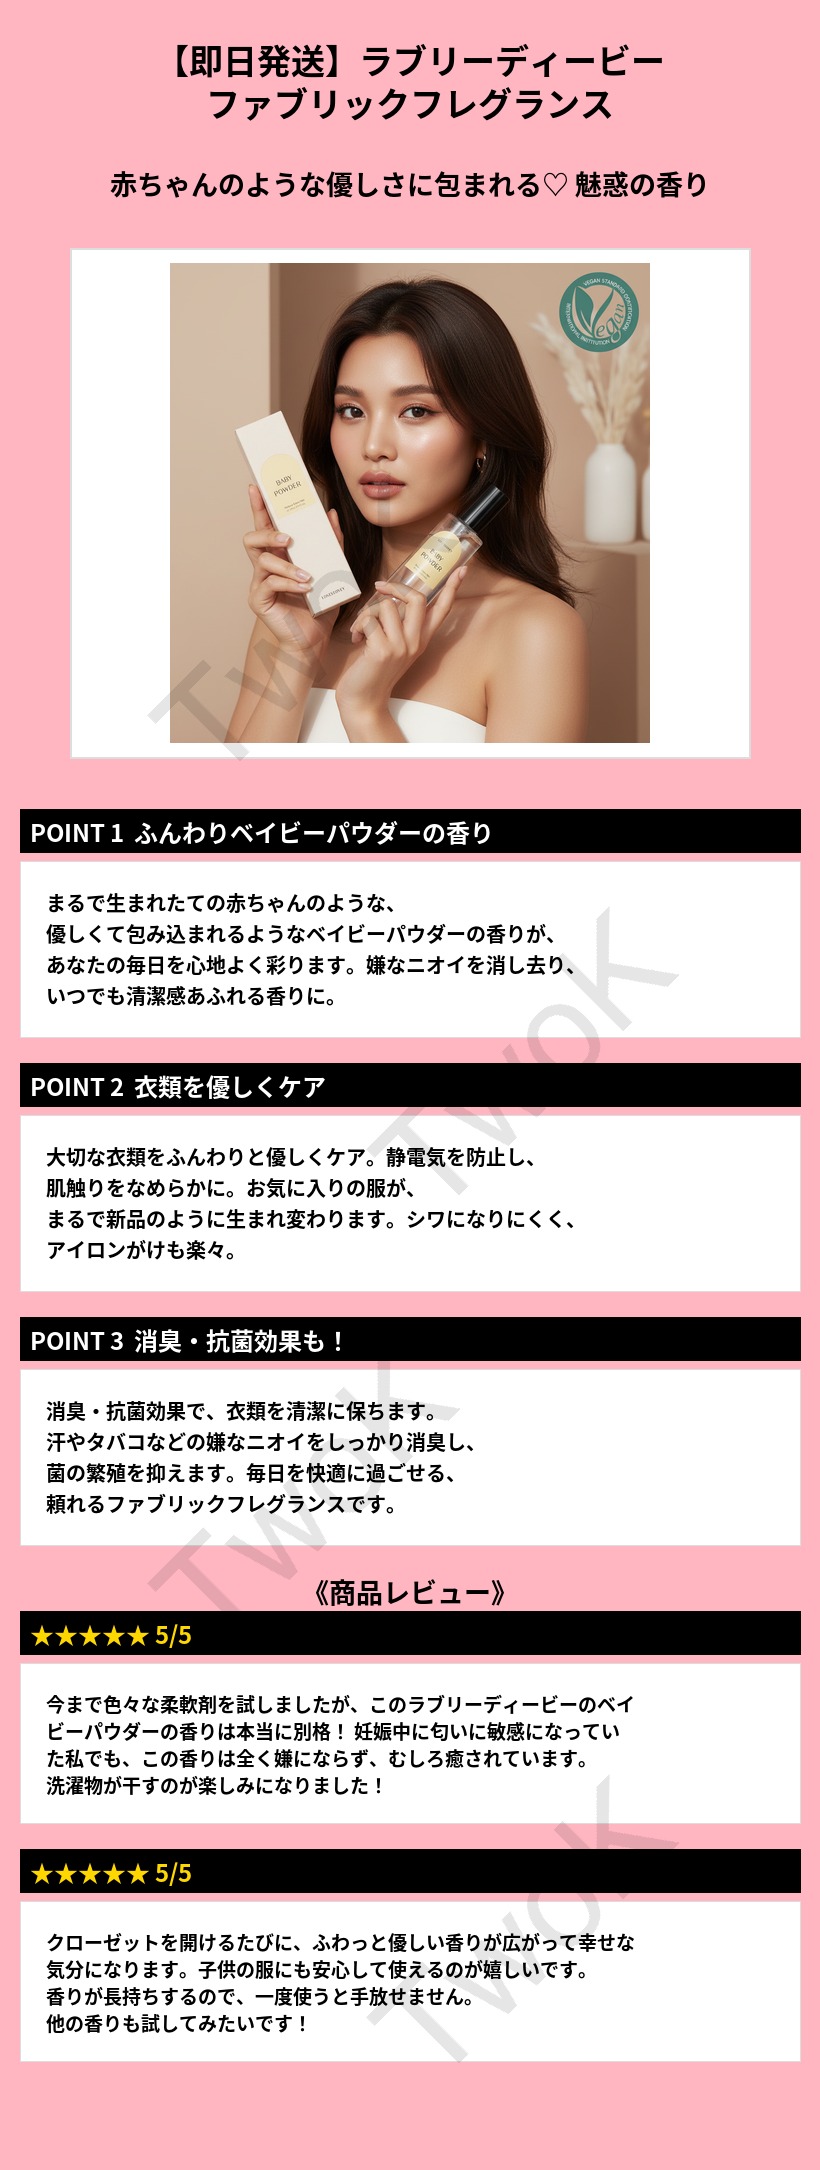 【即日発送】ラブリーディービー
ファブリックフレグランス
赤ちゃんのような優しさに包まれる♡ 魅惑の香り
VEGAN STANDARD CERTIFICATION
Vegan
INTERNATIONAL INSTITUTION
BABY
POWDER
BABY
POWDER
TwoK
POINT 1 ふんわりベイビーパウダーの香り
まるで生まれたての赤ちゃんのような、
優しくて包み込まれるようなベイビーパウダーの香りが、
あなたの毎日を心地よく彩ります。嫌なニオイを消し去り、
いつでも清潔感あふれる香りに。
TwoK
POINT 2 衣類を優しくケア
大切な衣類をふんわりと優しくケア。静電気を防止し、
肌触りをなめらかに。お気に入りの服が、
まるで新品のように生まれ変わります。シワになりにくく、
アイロンがけも楽々。
POINT 3 消臭・抗菌効果も！
消臭・抗菌効果で、衣類を清潔に保ちます。
汗やタバコなどの嫌なニオイをしっかり消臭し、
菌の繁殖を抑えます。毎日を快適に過ごせる、
頼れるファブリックフレグランスです。
TwoK
《商品レビュー》
★★★★★ 5/5
今まで色々な柔軟剤を試しましたが、このラブリーディービーのベイ
ビーパウダーの香りは本当に別格！ 妊娠中に匂いに敏感になってい
た私でも、この香りは全く嫌にならず、むしろ癒されています。
洗濯物が干すのが楽しみになりました！
★★★★★ 5/5
クローゼットを開けるたびに、ふわっと優しい香りが広がって幸せな
気分になります。子供の服にも安心して使えるのが嬉しいです。
香りが長持ちするので、一度使うと手放せません。
他の香りも試してみたいです！
TwoK